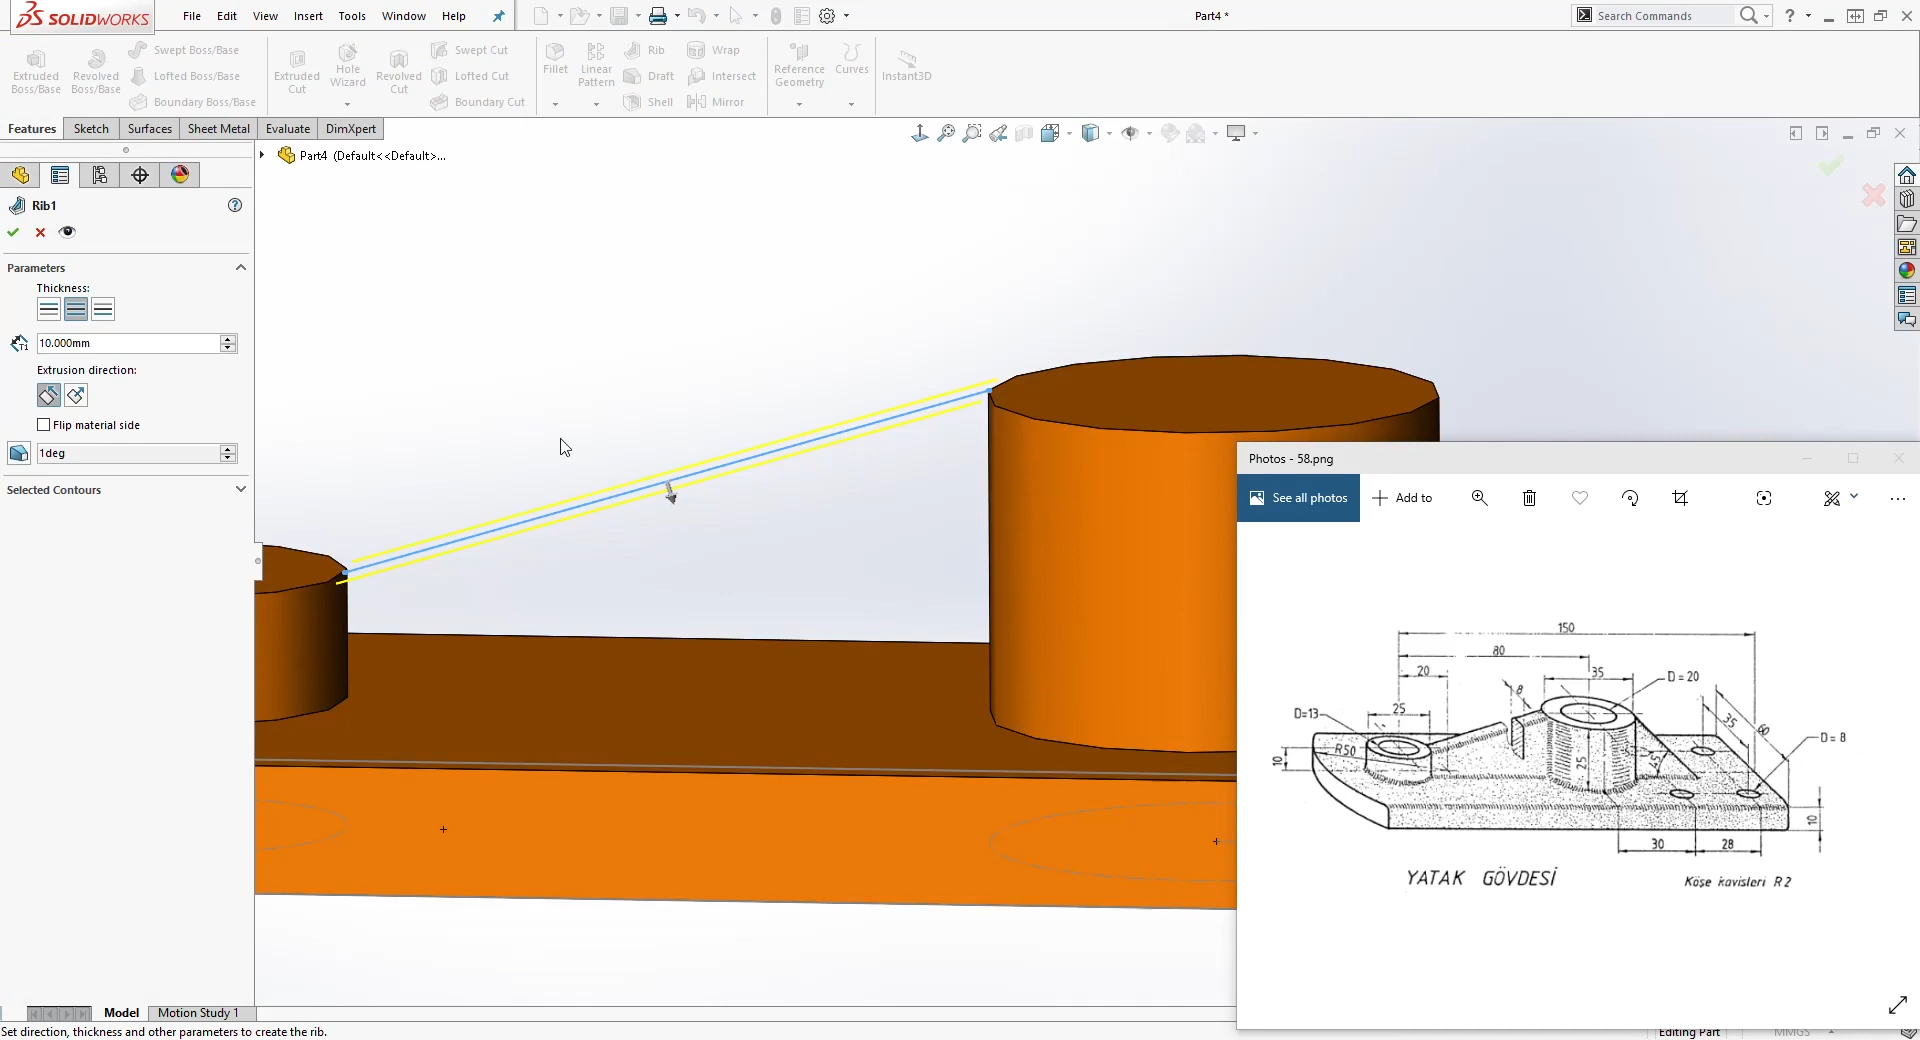 SOLIDWORKS
File Edit View Insert Tools Window Help
Part4 *
Search Commands
Extruded Boss/Base
Revolved Boss/Base
Swept Boss/Base
Lofted Boss/Base
Boundary Boss/Base
Extruded Cut
Hole Wizard
Revolved Cut
Swept Cut
Lofted Cut
Boundary Cut
Fillet
Linear Pattern
Rib
Draft
Shell
Wrap
Intersect
Mirror
Reference Geometry
Curves
Instant3D
Features Sketch Surfaces Sheet Metal Evaluate DimXpert
Part4 (Default<<Default>...
Rib1
Parameters
Thickness:
T1
10.000mm
Extrusion direction:
Flip material side
1deg
Selected Contours
Photos - 58.png
See all photos
Add to
150
80
20
35
D=20
8
D=13
25
35
60
D=8
R50
10
25
45
10
30
28
YATAK GÖVDESİ
Köşe kavisleri R2
Model Motion Study 1
Set direction, thickness and other parameters to create the rib.
Editing Part
MMGS